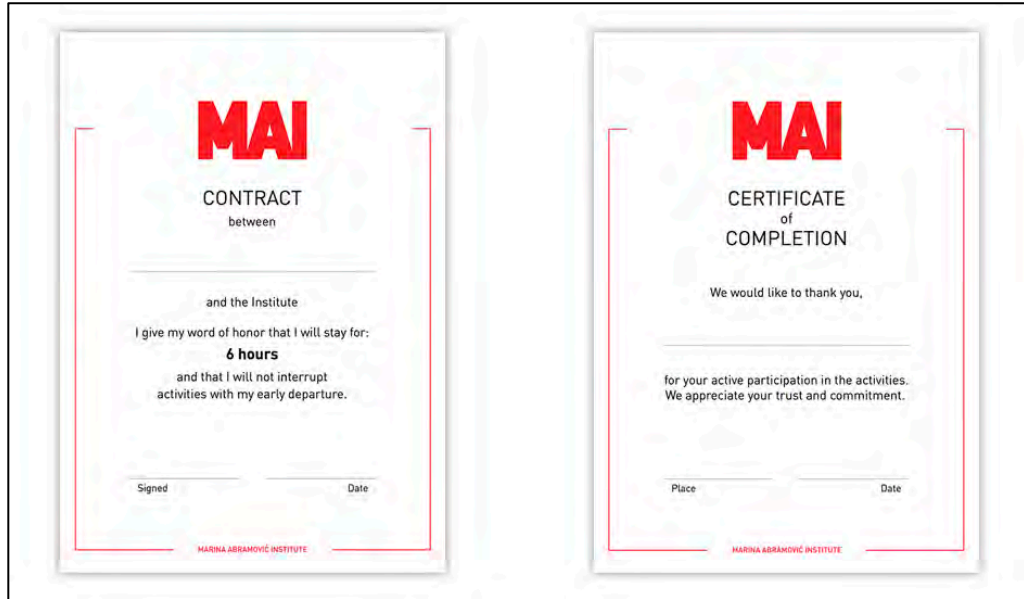 MAI
CONTRACT
between
and the Institute
I give my word of honor that I will stay for:
6 hours
and that I will not interrupt
activities with my early departure.
Signed
Date
MARINA ABRAMOVIĆ INSTITUTE
MAI
CERTIFICATE
of
COMPLETION
We would like to thank you,
for your active participation in the activities.
We appreciate your trust and commitment.
Place
Date
MARINA ABRAMOVIĆ INSTITUTE